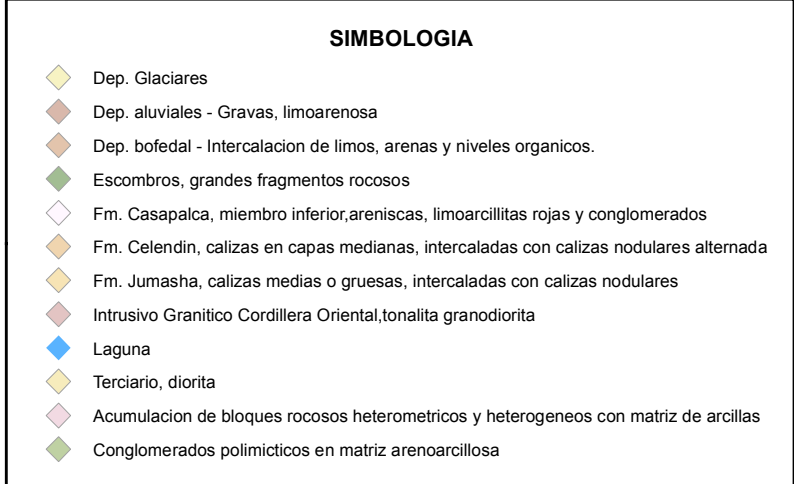 SIMBOLOGIA
Dep. Glaciares
Dep. aluviales - Gravas, limoarenosa
Dep. bofedal - Intercalacion de limos, arenas y niveles organicos.
Escombros, grandes fragmentos rocosos
Fm. Casapalca, miembro inferior,areniscas, limoarcillitas rojas y conglomerados
Fm. Celendin, calizas en capas medianas, intercaladas con calizas nodulares alternada
Fm. Jumasha, calizas medias o gruesas, intercaladas con calizas nodulares
Intrusivo Granitico Cordillera Oriental,tonalita granodiorita
Laguna
Terciario, diorita
Acumulacion de bloques rocosos heterometricos y heterogeneos con matriz de arcillas
Conglomerados polimicticos en matriz arenoarcillosa